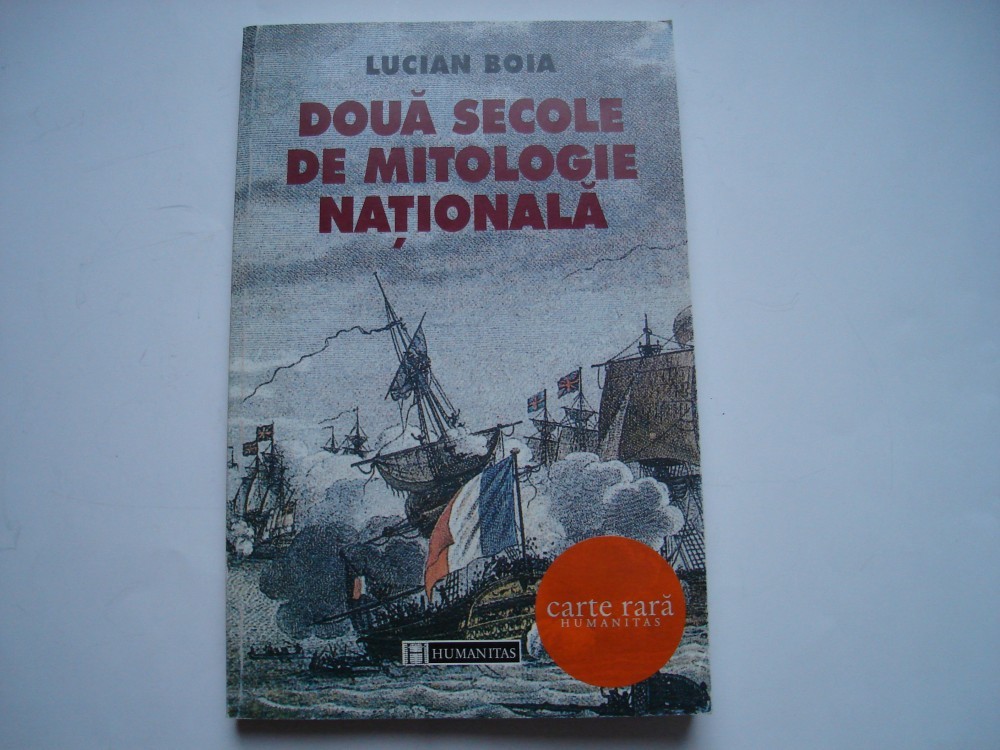 LUCIAN BOIA
DOUĂ SECOLE
DE MITOLOGIE
NAȚIONALĂ
carte rară
HUMANITAS
HUMANITAS